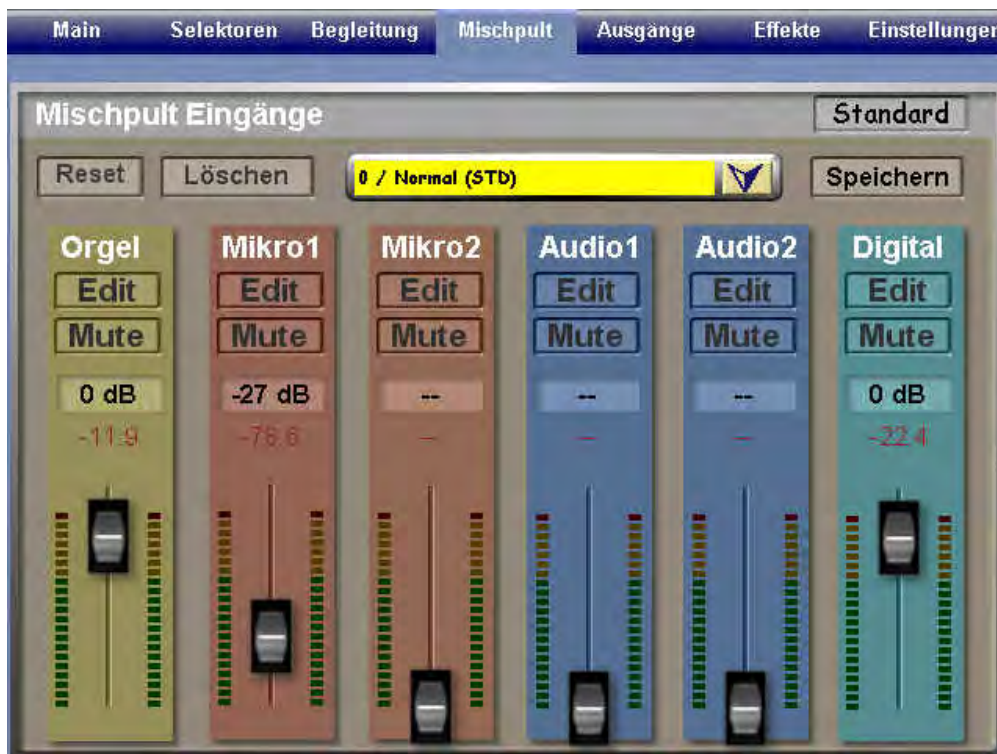 Main Selektoren Begleitung Mischpult Ausgänge Effekte Einstellungen
Mischpult Eingänge Standard
Reset Löschen 0 / Normal (STD) Speichern
Orgel Mikro1 Mikro2 Audio1 Audio2 Digital
Edit Edit Edit Edit Edit Edit
Mute Mute Mute Mute Mute Mute
0 dB -27 dB -- -- -- 0 dB
-11.9 -76.6 -- -- -- -22.4